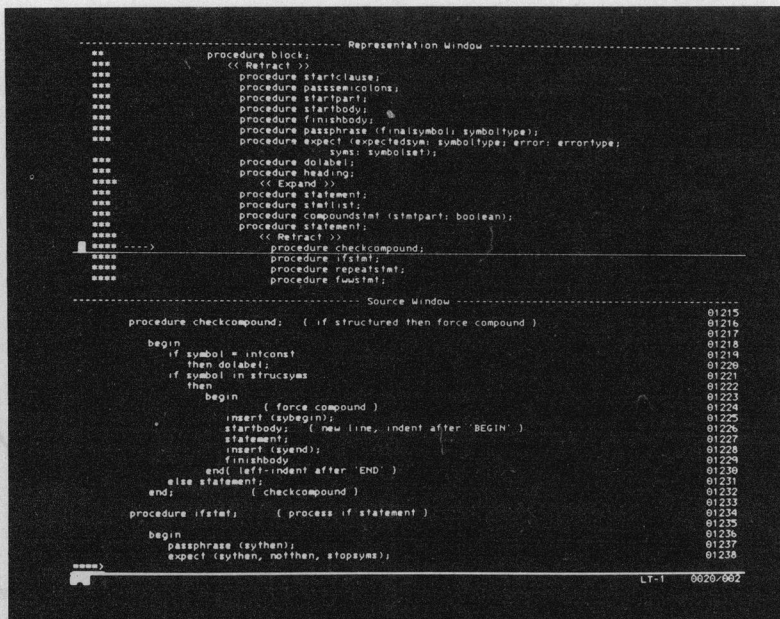 ---------- Representation Window ----------
** procedure block;
*** << Retract >>
*** procedure startclause;
*** procedure passsemicolons;
*** procedure startpart;
*** procedure startbody;
*** procedure finishbody;
*** procedure passphrase (finalsymbol: symboltype);
*** procedure expect (expectedsym: symboltype; error: errortype;
syms: symbolset);
*** procedure dolabel;
*** procedure heading;
**** << Expand >>
*** procedure statement;
*** procedure stmtlist;
*** procedure compoundstmt (stmtpart: boolean);
*** procedure statement;
**** << Retract >>
**** ----> procedure checkcompound;
**** procedure ifstmt;
**** procedure repeatstmt;
**** procedure fwwstmt;
---------- Source Window ----------
01215
procedure checkcompound; { if structured then force compound } 01216
01217
begin 01218
if symbol = intconst 01219
then dolabel; 01220
if symbol in strucsyms 01221
then 01222
begin 01223
{ force compound } 01224
insert (sybegin); 01225
startbody; { new line, indent after 'BEGIN' } 01226
statement; 01227
insert (syend); 01228
finishbody 01229
end{ left-indent after 'END' } 01230
else statement; 01231
end; { checkcompound } 01232
01233
procedure ifstmt; { process if statement } 01234
01235
begin 01236
passphrase (sythen); 01237
expect (sythen, notthen, stopsyms); 01238
====>
LT-1 0020/002